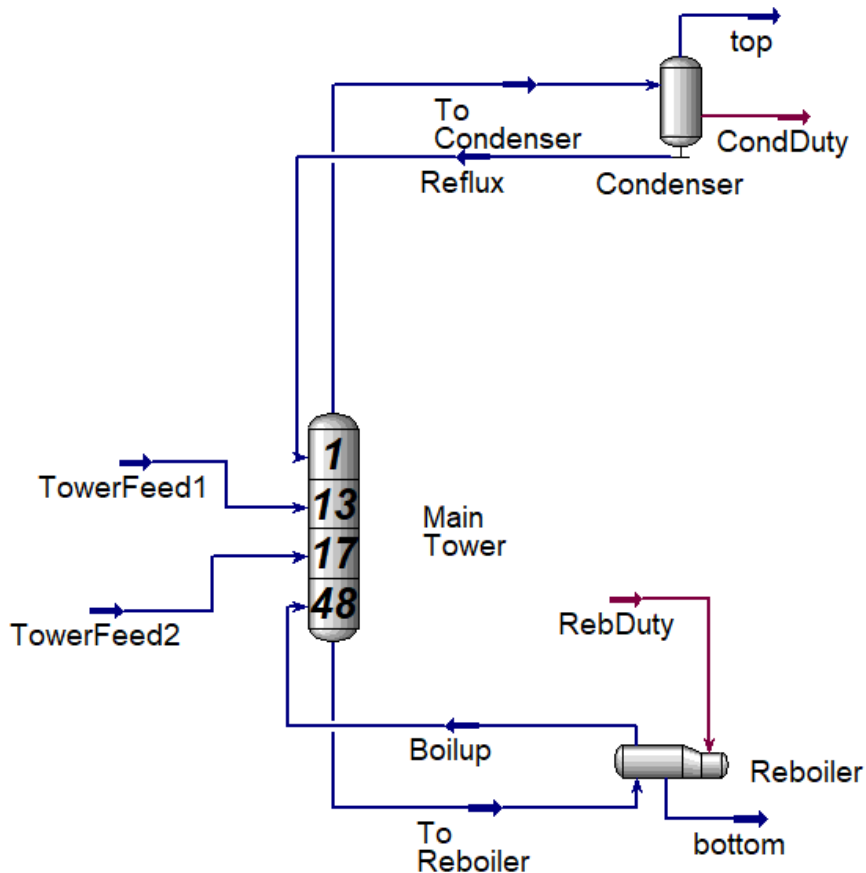 top
To
Condenser
CondDuty
Reflux
Condenser
1
TowerFeed1
13
Main
Tower
17
48
TowerFeed2
RebDuty
Boilup
Reboiler
To
Reboiler
bottom